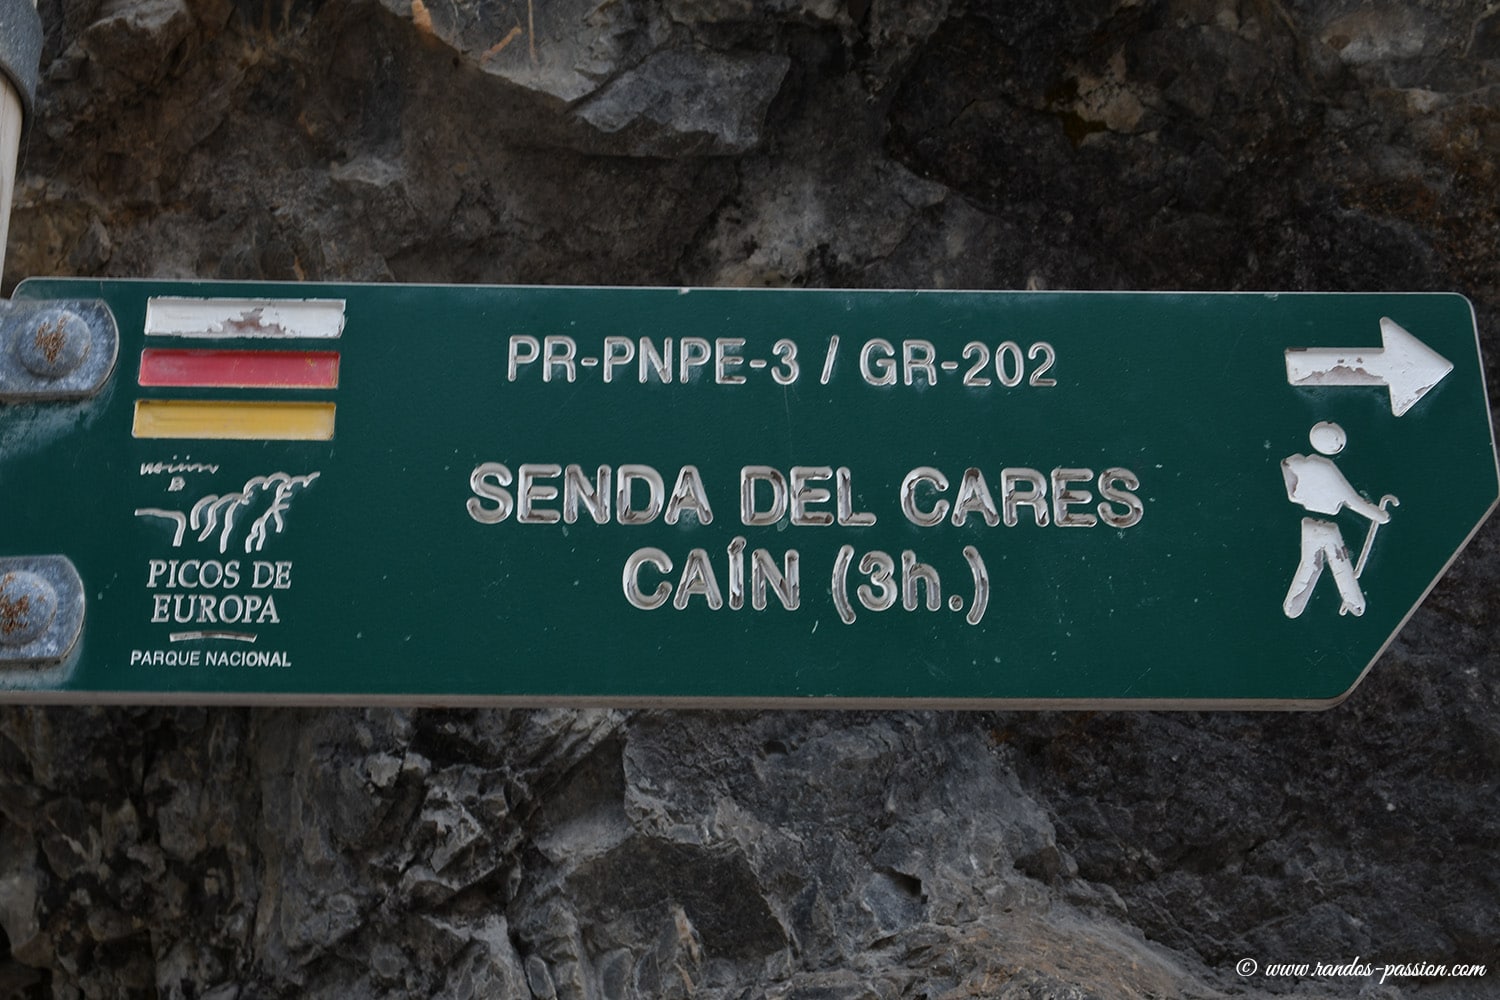 PR-PNPE-3 / GR-202
SENDA DEL CARES
CAÍN (3h.)
PICOS DE
EUROPA
PARQUE NACIONAL
© www.randos-passion.com